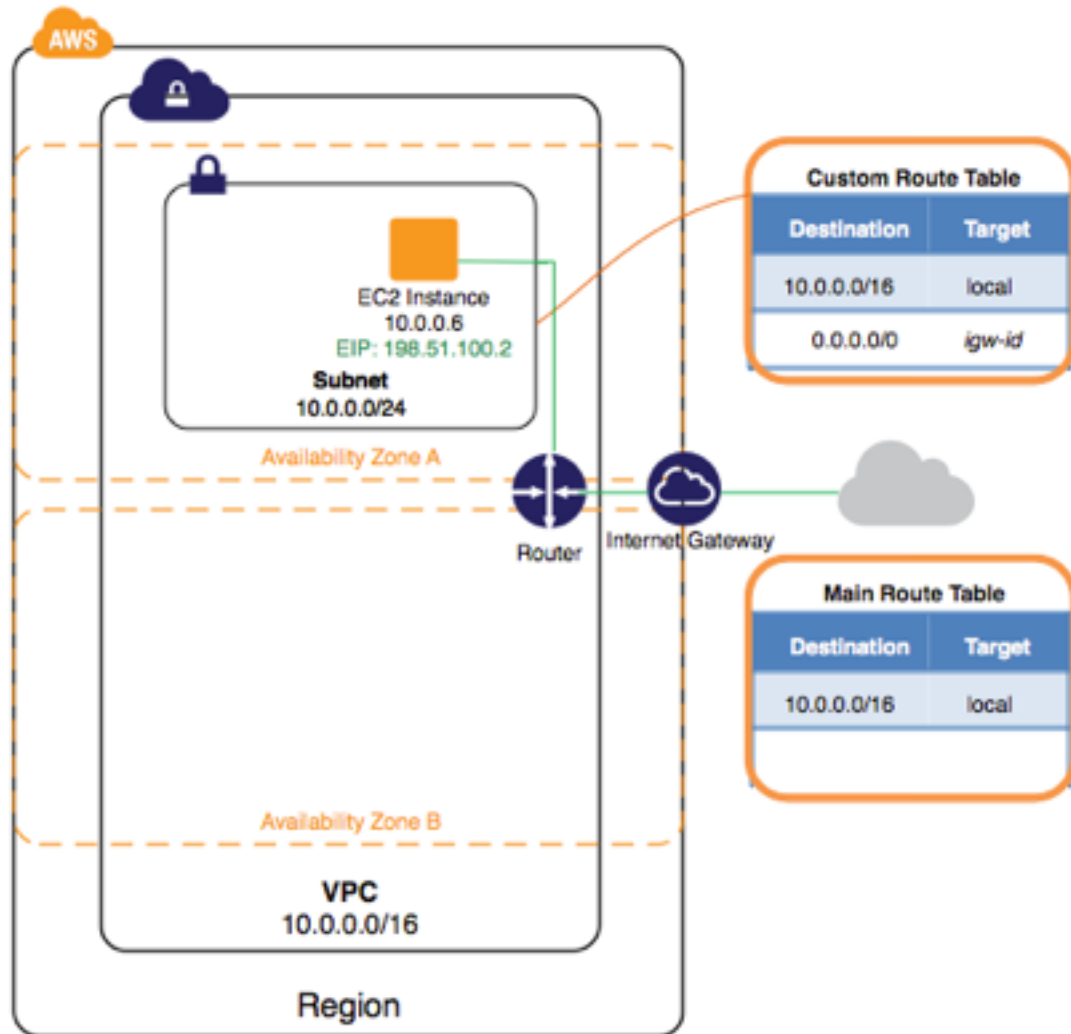 AWS
EC2 Instance
10.0.0.6
EIP: 198.51.100.2
Subnet
10.0.0.0/24
Availability Zone A
Custom Route Table
Destination Target
10.0.0.0/16 local
0.0.0.0/0 igw-id
Router
Internet Gateway
Main Route Table
Destination Target
10.0.0.0/16 local
Availability Zone B
VPC
10.0.0.0/16
Region